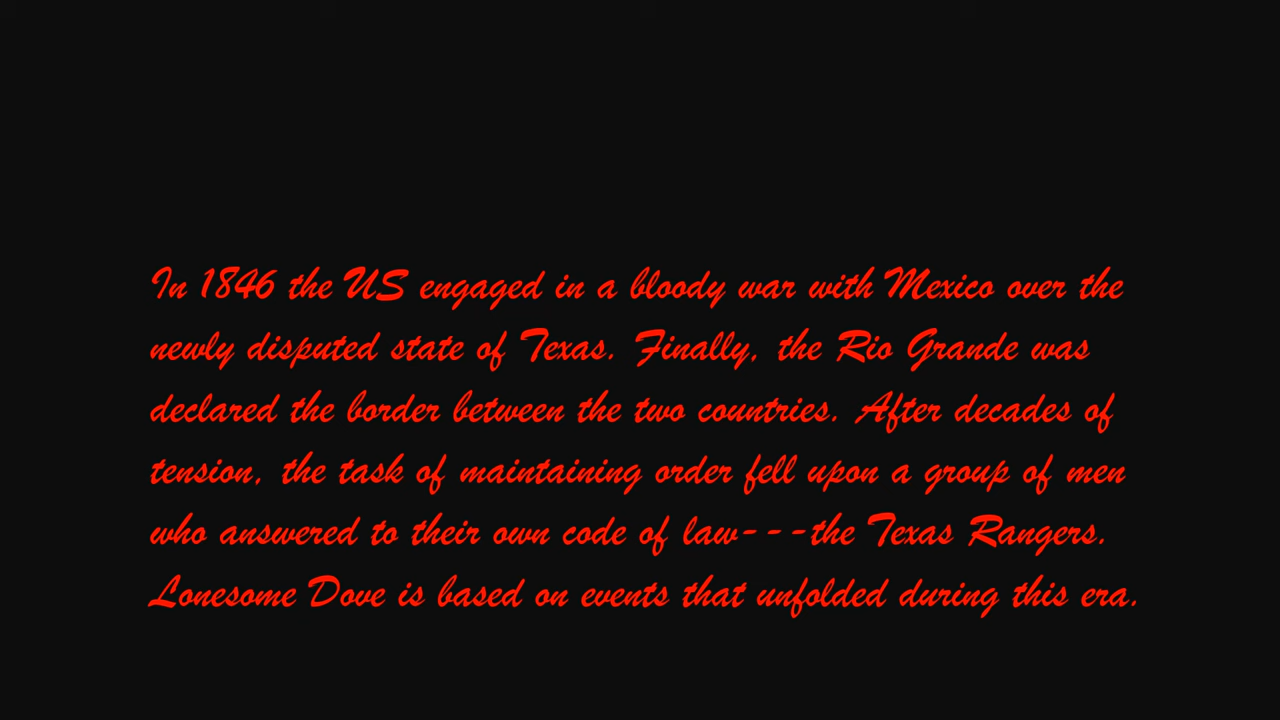 In 1846 the US engaged in a bloody war with Mexico over the
newly disputed state of Texas. Finally, the Rio Grande was
declared the border between the two countries. After decades of
tension, the task of maintaining order fell upon a group of men
who answered to their own code of law---the Texas Rangers.
Lonesome Dove is based on events that unfolded during this era.